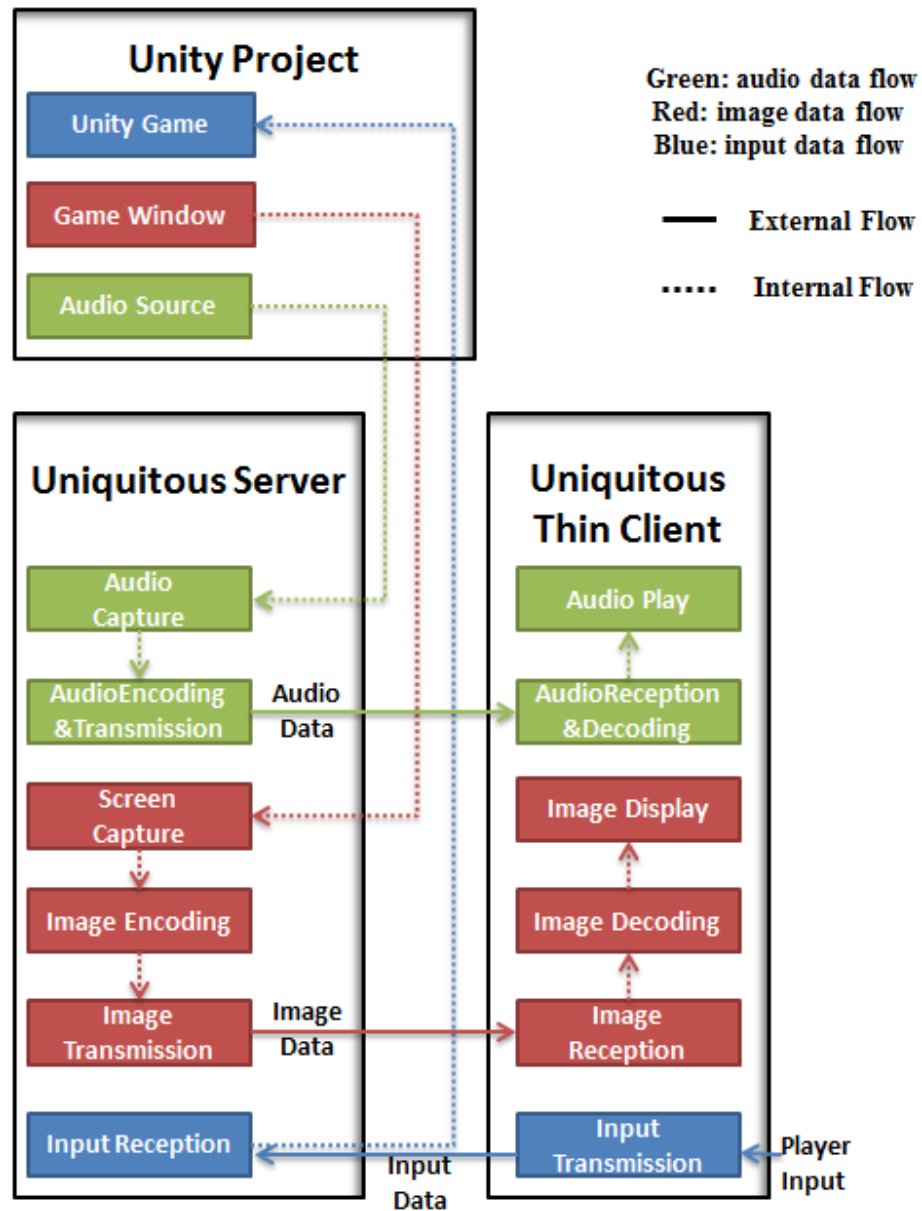 Unity Project
Unity Game
Game Window
Audio Source
Green: audio data flow
Red: image data flow
Blue: input data flow
External Flow
Internal Flow
Uniquitous Server
Audio
Capture
AudioEncoding
&Transmission
Audio
Data
Screen
Capture
Image Encoding
Image
Transmission
Image
Data
Input Reception
Input
Data
Uniquitous
Thin Client
Audio Play
AudioReception
&Decoding
Image Display
Image Decoding
Image
Reception
Input
Transmission
Player
Input